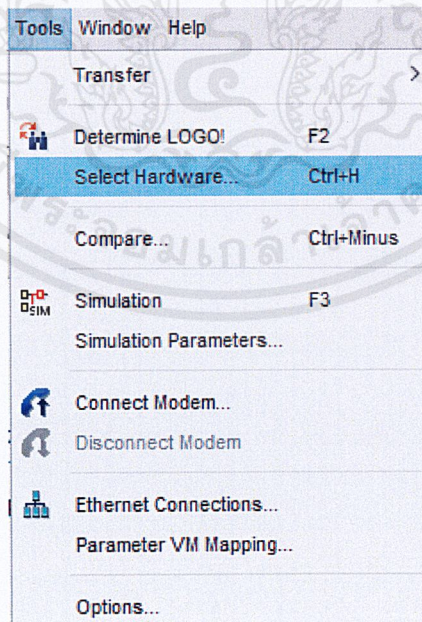 Tools Window Help
Transfer >
Determine LOGO! F2
Select Hardware... Ctrl+H
Compare... Ctrl+Minus
SIM Simulation F3
Simulation Parameters...
Connect Modem...
Disconnect Modem
Ethernet Connections...
Parameter VM Mapping...
Options...